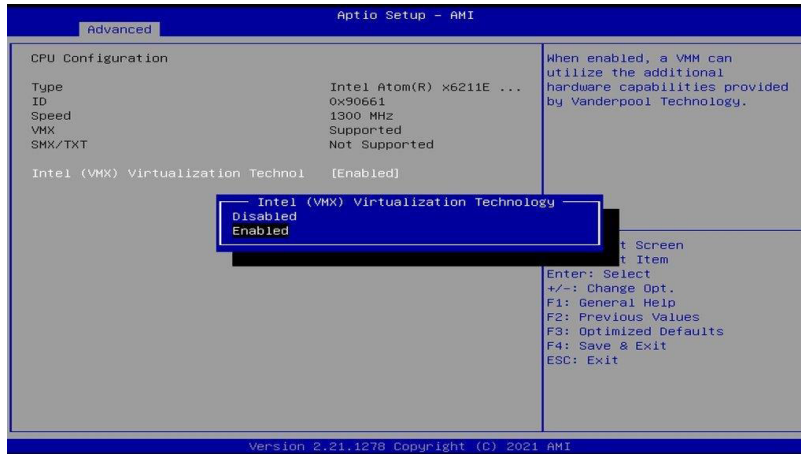 Aptio Setup - AMI
Advanced
CPU Configuration
Type Intel Atom(R) x6211E ...
ID 0x90661
Speed 1300 MHz
VMX Supported
SMX/TXT Not Supported
Intel (VMX) Virtualization Technol [Enabled]
Intel (VMX) Virtualization Technology
Disabled
Enabled
When enabled, a VMM can
utilize the additional
hardware capabilities provided
by Vanderpool Technology.
t Screen
t Item
Enter: Select
+/-: Change Opt.
F1: General Help
F2: Previous Values
F3: Optimized Defaults
F4: Save & Exit
ESC: Exit
Version 2.21.1278 Copyright (C) 2021 AMI